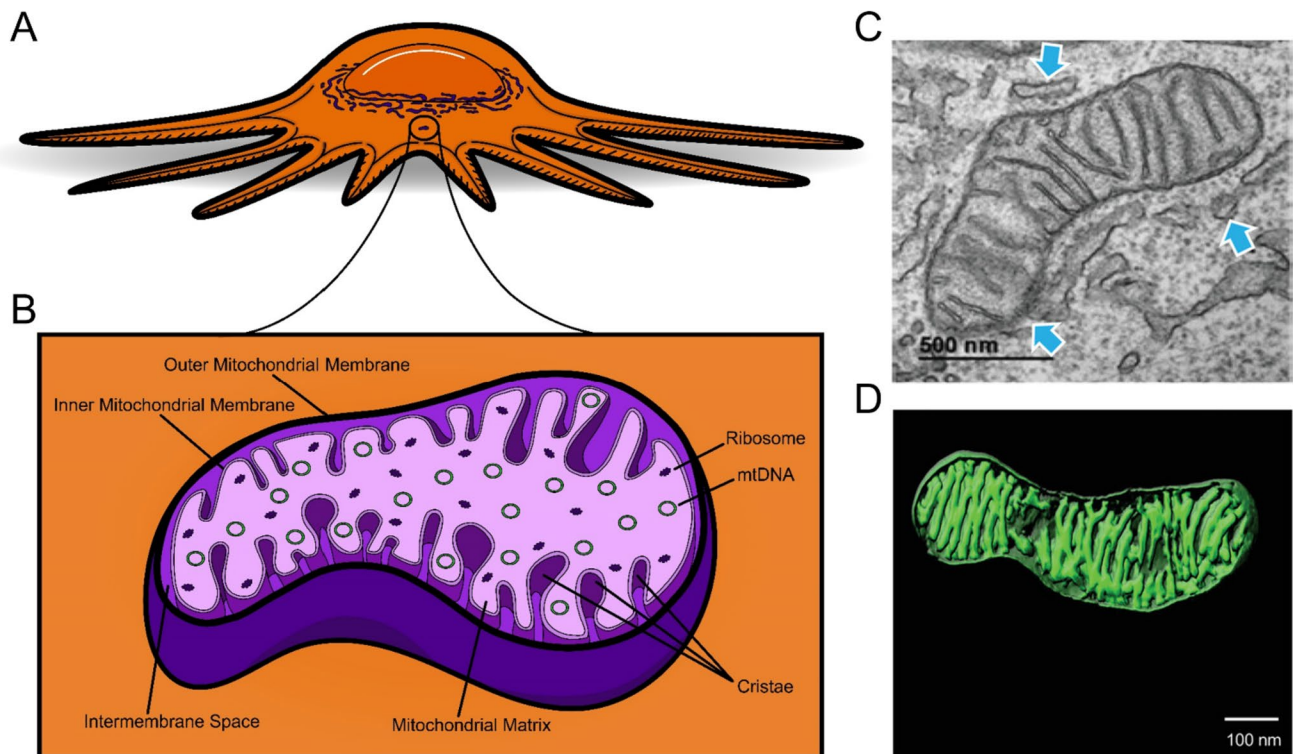 A
B
Outer Mitochondrial Membrane
Inner Mitochondrial Membrane
Ribosome
mtDNA
Cristae
Intermembrane Space
Mitochondrial Matrix
C
500 nm
D
100 nm